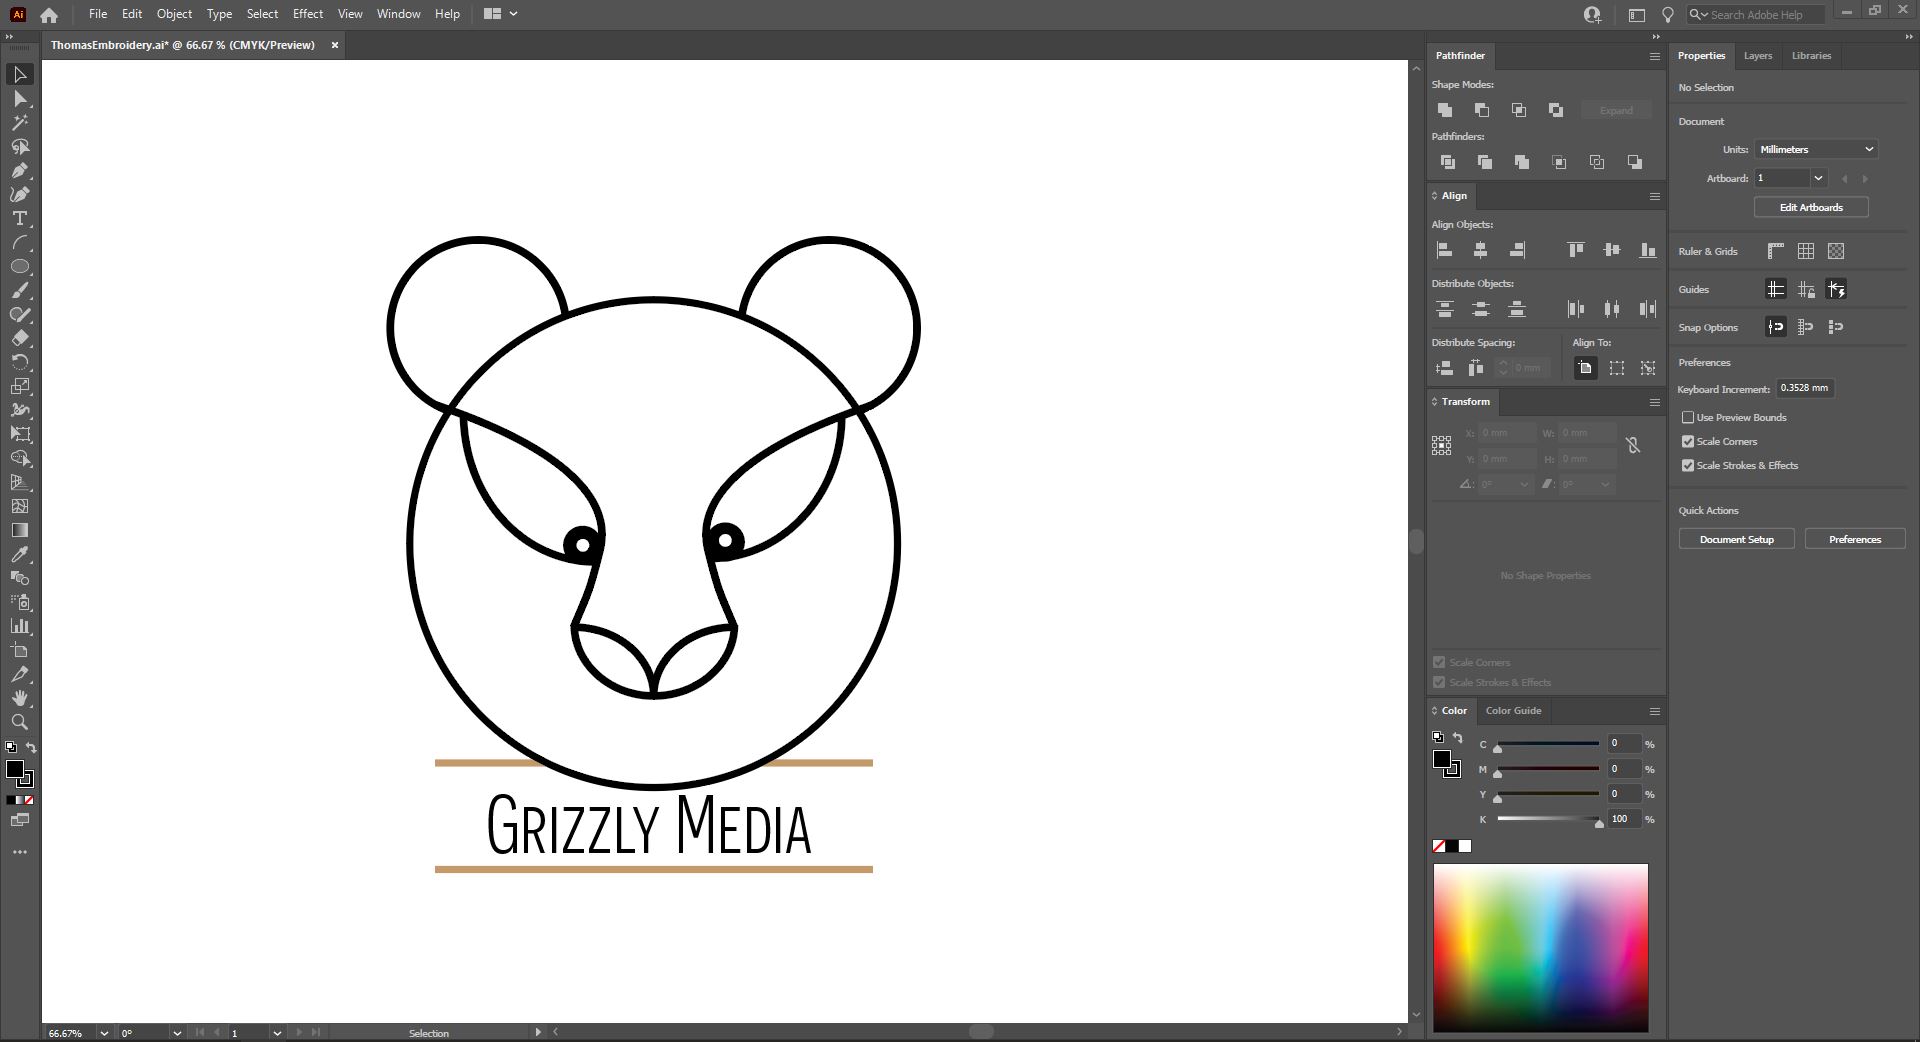 Ai File Edit Object Type Select Effect View Window Help Search Adobe Help
ThomasEmbroidery.ai* @ 66.67 % (CMYK/Preview) ×
Grizzly Media
66.67% 0° 1 Selection
Pathfinder
Shape Modes:
Expand
Pathfinders:
Align
Align Objects:
Distribute Objects:
Distribute Spacing: Align To:
0 mm
Transform
X: 0 mm W: 0 mm
Y: 0 mm H: 0 mm
0° 0°
No Shape Properties
Scale Corners
Scale Strokes & Effects
Color Color Guide
C 0 %
M 0 %
Y 0 %
K 100 %
Properties Layers Libraries
No Selection
Document
Units: Millimeters
Artboard: 1
Edit Artboards
Ruler & Grids
Guides
Snap Options
Preferences
Keyboard Increment: 0.3528 mm
Use Preview Bounds
Scale Corners
Scale Strokes & Effects
Quick Actions
Document Setup Preferences